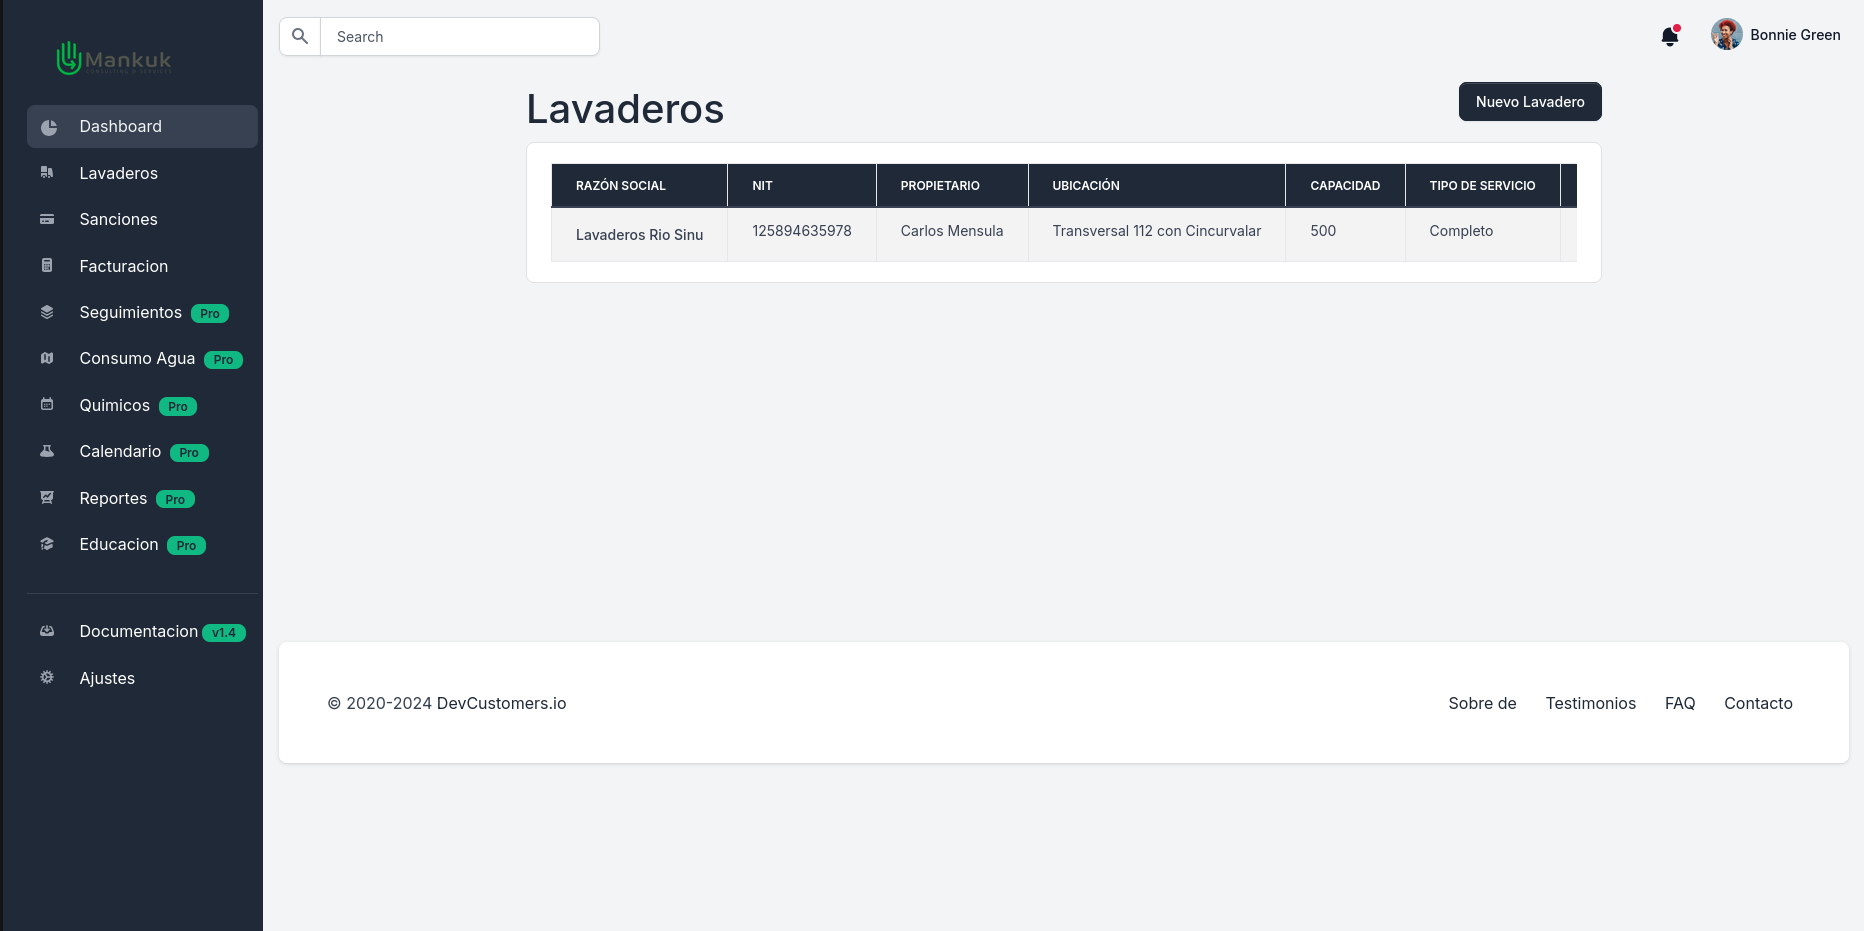 Mankuk
CONSULTING & SERVICES
Search
Bonnie Green
Dashboard
Lavaderos
Sanciones
Facturacion
Seguimientos Pro
Consumo Agua Pro
Quimicos Pro
Calendario Pro
Reportes Pro
Educacion Pro
Documentacion v1.4
Ajustes
Lavaderos
Nuevo Lavadero
RAZÓN SOCIAL NIT PROPIETARIO UBICACIÓN CAPACIDAD TIPO DE SERVICIO
Lavaderos Rio Sinu 125894635978 Carlos Mensula Transversal 112 con Cincurvalar 500 Completo
© 2020-2024 DevCustomers.io
Sobre de Testimonios FAQ Contacto